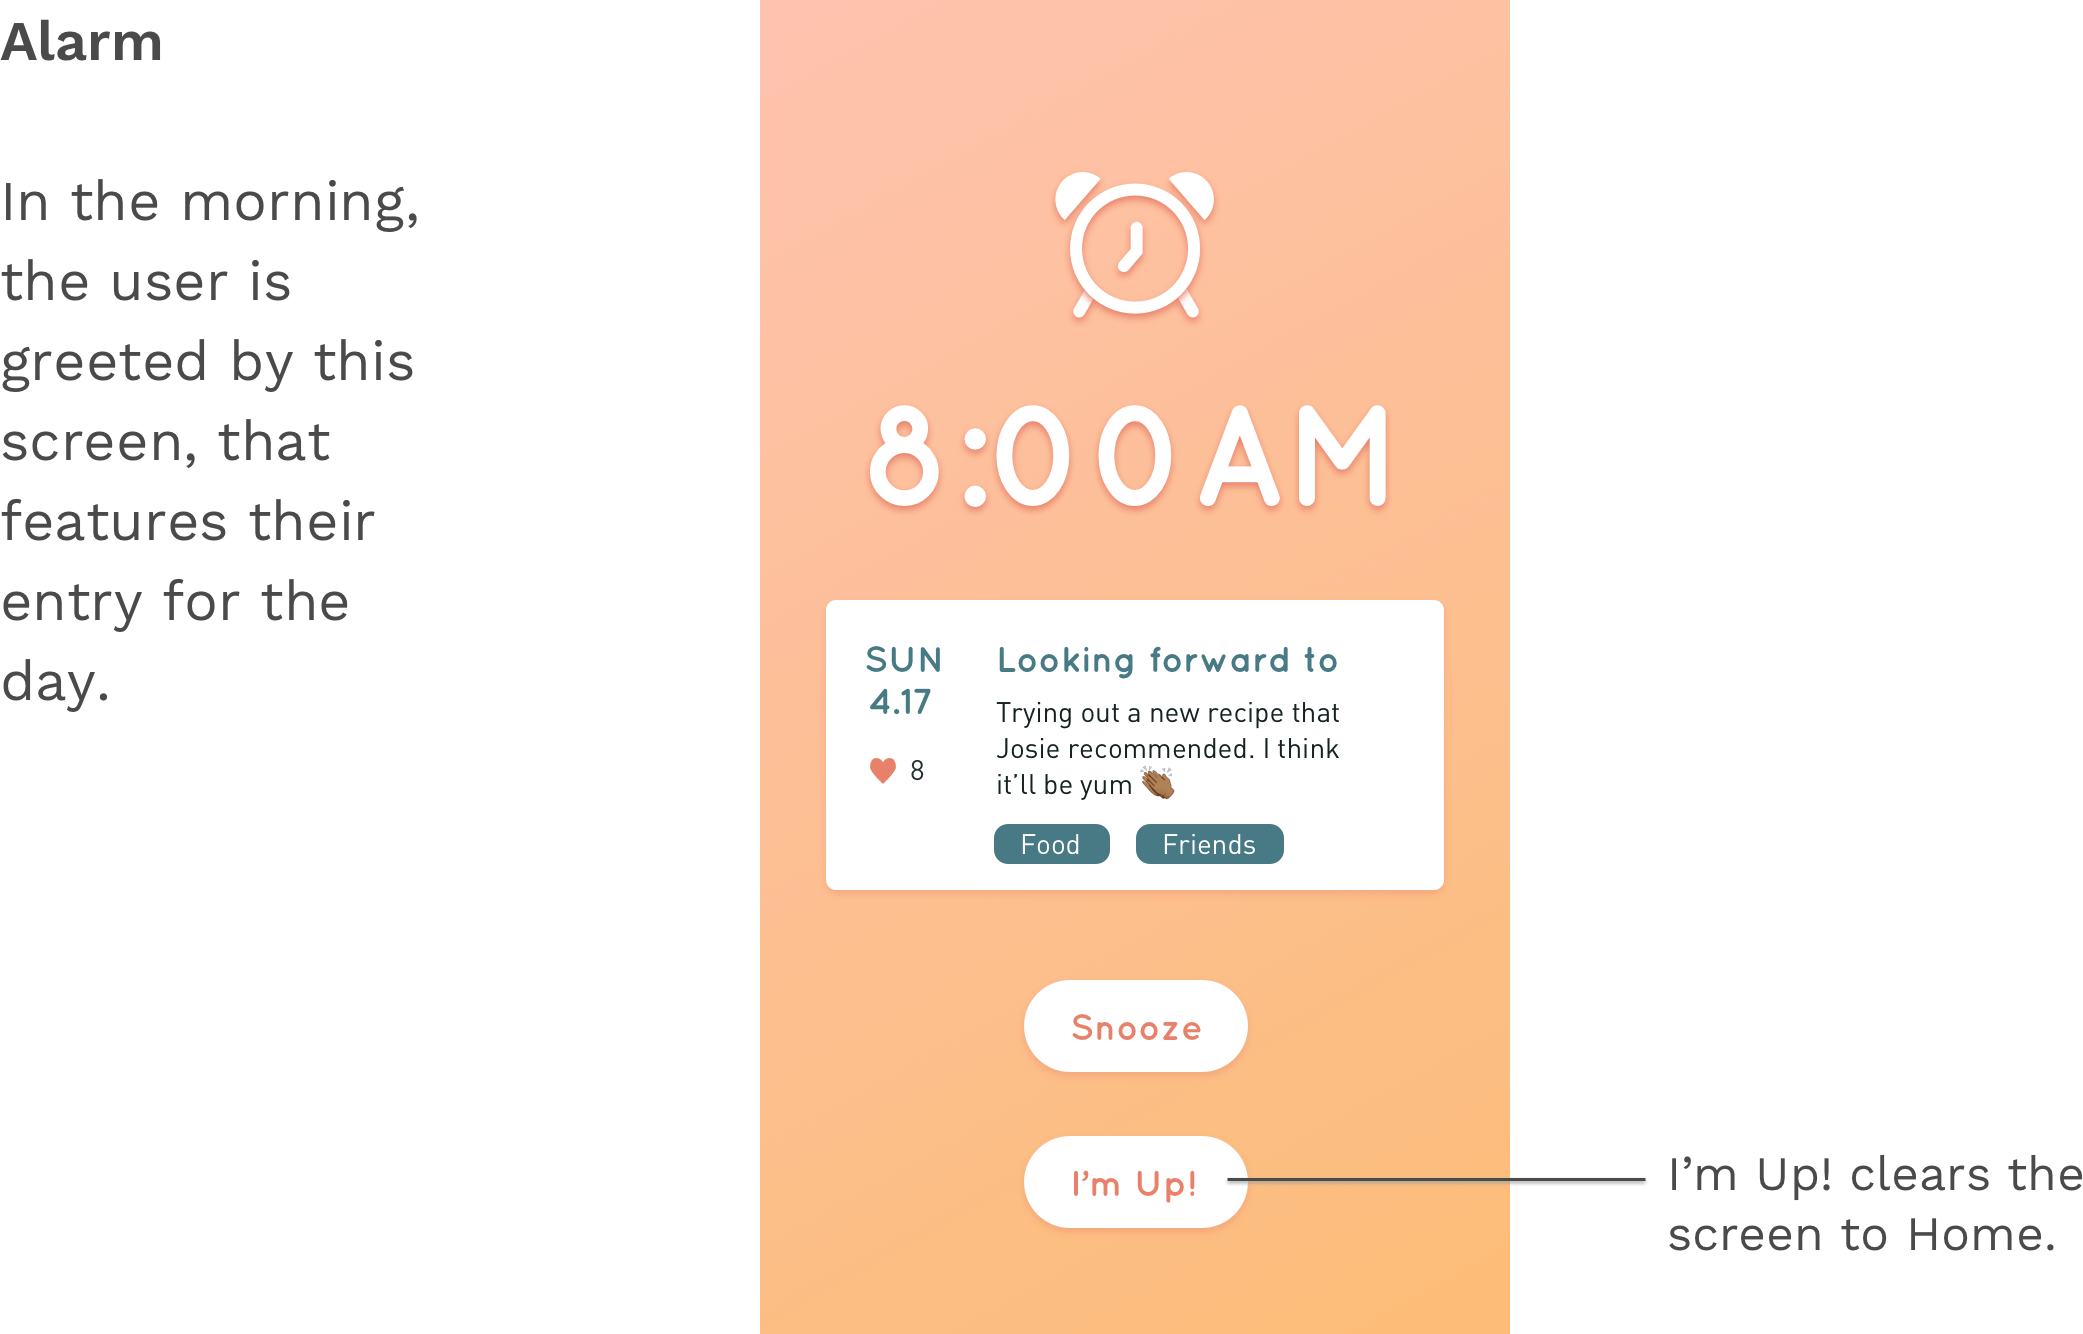 Alarm
In the morning,
the user is
greeted by this
screen, that
features their
entry for the
day.
8:00AM
SUN
4.17
8
Looking forward to
Trying out a new recipe that
Josie recommended. I think
it’ll be yum 👏🏾
Food
Friends
Snooze
I’m Up!
I’m Up! clears the
screen to Home.